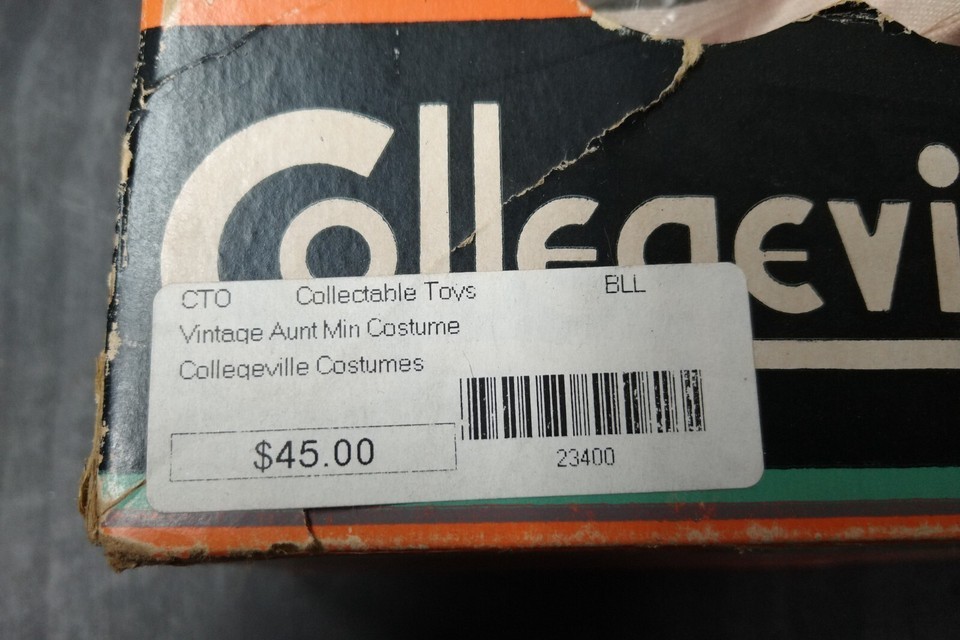 Collegevi
CTO Collectable Toys BLL
Vintage Aunt Min Costume
Collegeville Costumes
$45.00
23400